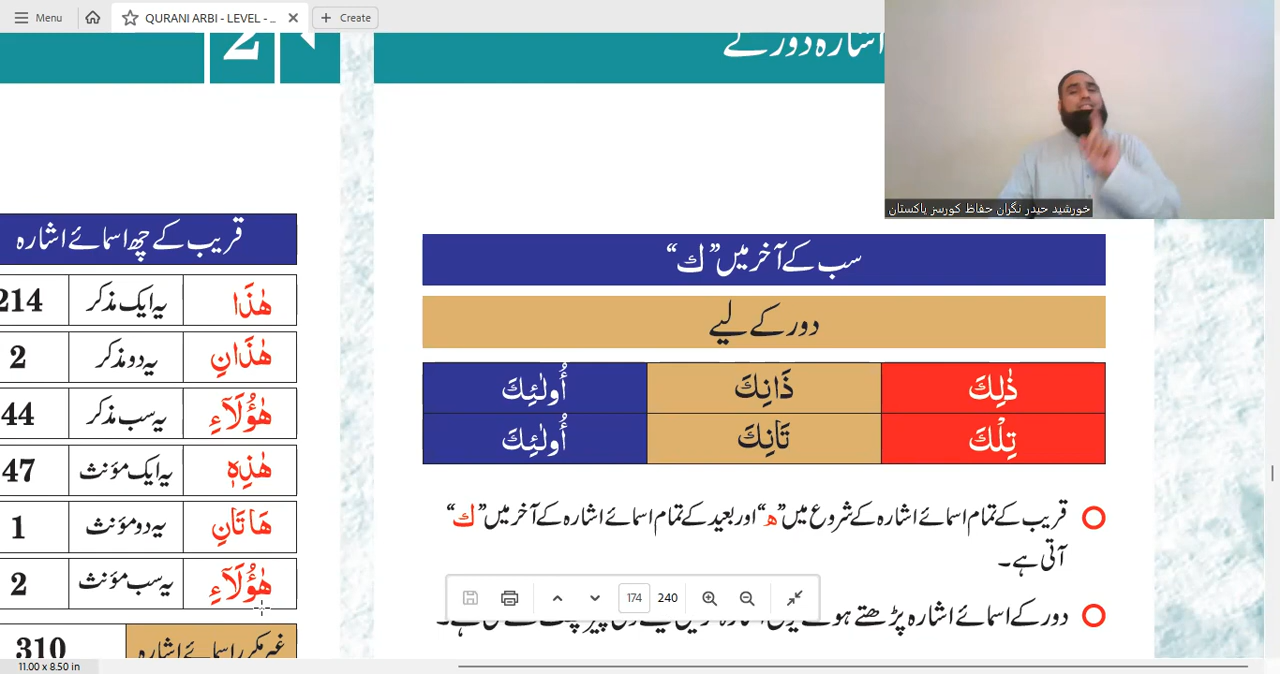 Menu
QURANI ARBI - LEVEL - ...
Create
اشارہ دور کے
2
خورشید حیدر نگران حفاظ کورسز پاکستان
سب کے آخر میں ”ك“
دور کے لیے
ذٰلِكَ ذَانِكَ أُولٰئِكَ
تِلْكَ تَانِكَ أُولٰئِكَ
قریب کے تمام اسمائے اشارہ کے شروع میں ”ھ“ اور بعید کے تمام اسمائے اشارہ کے آخر میں ”ك“
آتی ہے۔
دور کے اسمائے اشارہ پڑھتے ہوئے
قریب کے چھ اسمائے اشارہ
هٰذَا یہ ایک مذکر 214
هٰذَانِ یہ دو مذکر 2
هٰؤُلَآءِ یہ سب مذکر 44
هٰذِهٖ یہ ایک مؤنث 47
هَاتَانِ یہ دو مؤنث 1
هٰؤُلَآءِ یہ سب مؤنث 2
غیر مکرر اسمائے اشارہ 310
174 240
11.00 x 8.50 in